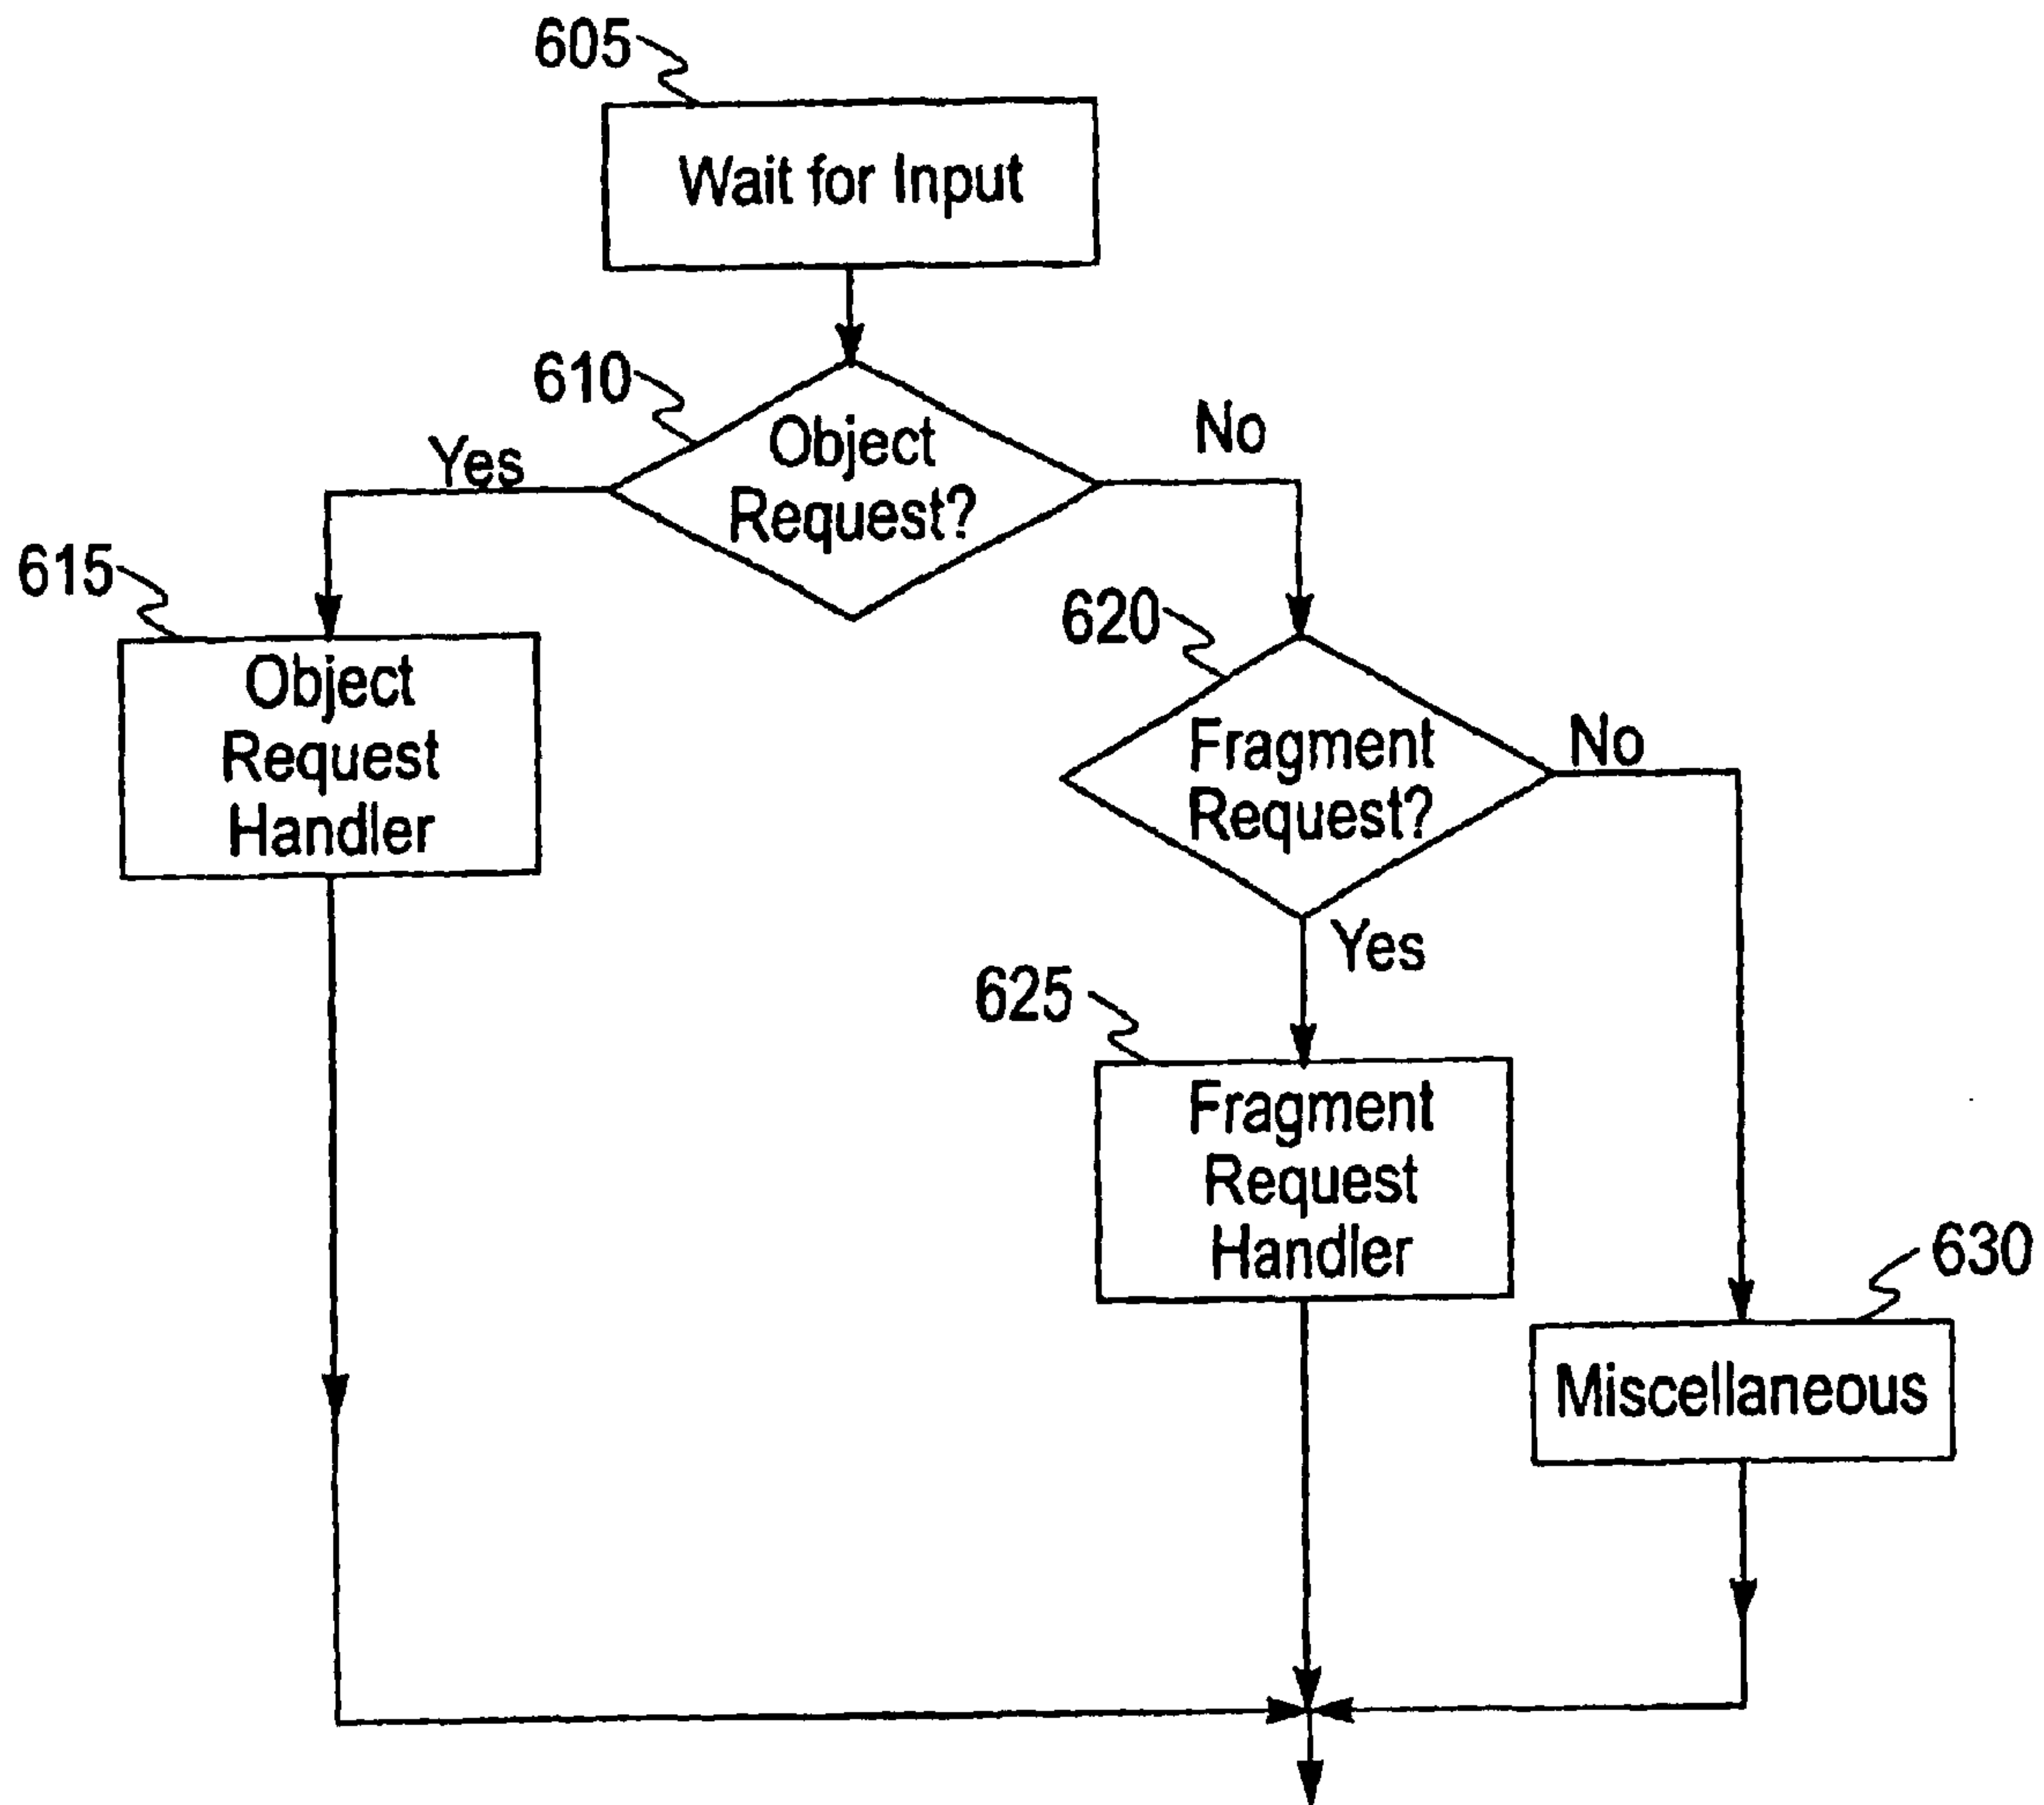 605
Wait for Input
610
Object
Request?
Yes
No
615
Object
Request
Handler
620
Fragment
Request?
No
Yes
625
Fragment
Request
Handler
630
Miscellaneous